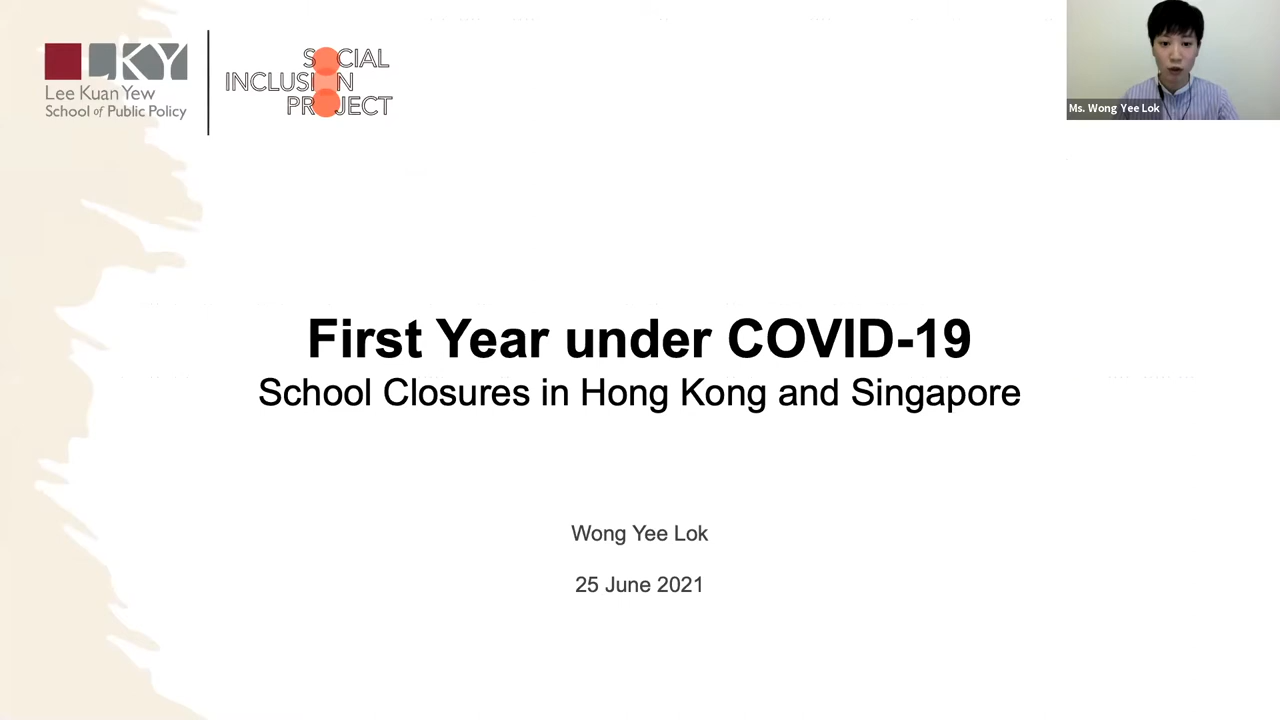 LKY
Lee Kuan Yew
School of Public Policy
SOCIAL
INCLUSION
PROJECT
Ms. Wong Yee Lok
First Year under COVID-19
School Closures in Hong Kong and Singapore
Wong Yee Lok
25 June 2021